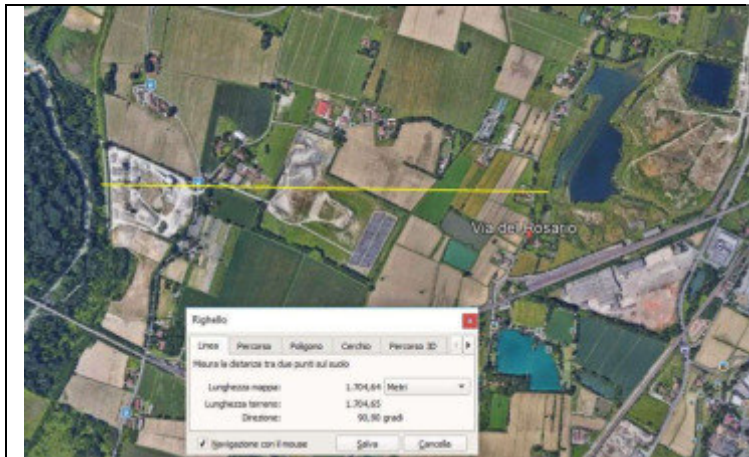 Via del Rosario
Righello
Linea Percorso Poligono Cerchio Percorso 3D
Misura la distanza tra due punti sul suolo
Lunghezza mappa: 1.704,64 Metri
Lunghezza terreno: 1.704,65
Direzione: 90,90 gradi
Navigazione con il mouse Salva Cancella